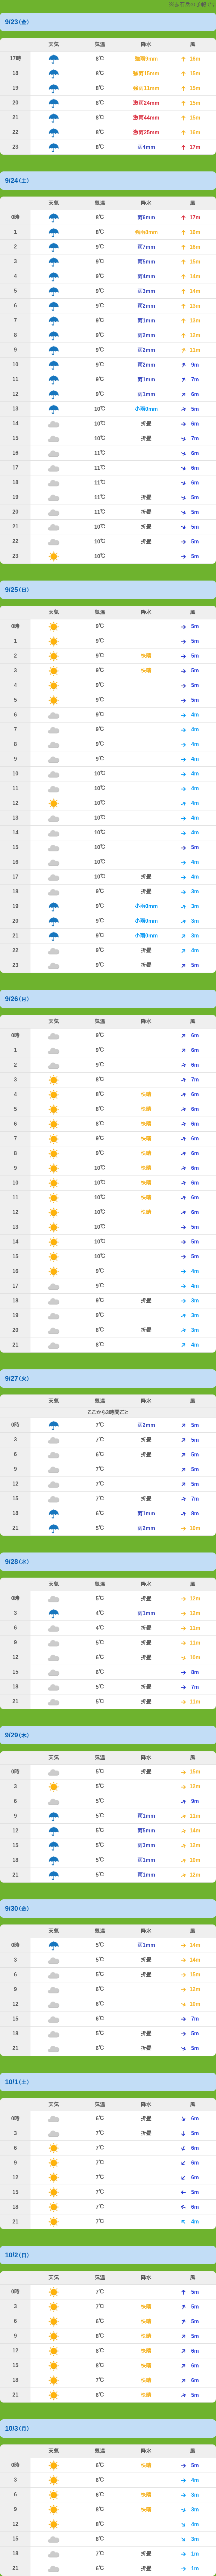 9/23(金)
天気 気温 降水 風
17時 8℃ 強雨9mm 16m
18 8℃ 強雨15mm 15m
19 8℃ 強雨11mm 15m
20 8℃ 激雨24mm 15m
21 8℃ 激雨44mm 15m
22 8℃ 激雨25mm 16m
23 8℃ 雨4mm 17m
9/24(土)
天気 気温 降水 風
0時 8℃ 雨6mm 17m
1 8℃ 強雨8mm 16m
2 9℃ 雨7mm 16m
3 9℃ 雨5mm 15m
4 9℃ 雨4mm 14m
5 9℃ 雨3mm 14m
6 9℃ 雨2mm 13m
7 9℃ 雨1mm 13m
8 9℃ 雨2mm 12m
9 9℃ 雨2mm 11m
10 9℃ 雨2mm 9m
11 9℃ 雨1mm 7m
12 9℃ 雨1mm 6m
13 10℃ 小雨0mm 5m
14 10℃ 折畳 6m
15 10℃ 折畳 7m
16 11℃ 6m
17 11℃ 6m
18 11℃ 6m
19 11℃ 折畳 5m
20 11℃ 折畳 5m
21 10℃ 折畳 5m
22 10℃ 折畳 5m
23 10℃ 5m
9/25(日)
天気 気温 降水 風
0時 9℃ 5m
1 9℃ 5m
2 9℃ 快晴 5m
3 9℃ 快晴 5m
4 9℃ 5m
5 9℃ 5m
6 9℃ 4m
7 9℃ 4m
8 9℃ 4m
9 9℃ 4m
10 10℃ 4m
11 10℃ 4m
12 10℃ 4m
13 10℃ 4m
14 10℃ 4m
15 10℃ 5m
16 10℃ 4m
17 10℃ 折畳 4m
18 9℃ 折畳 3m
19 9℃ 小雨0mm 3m
20 9℃ 小雨0mm 3m
21 9℃ 小雨0mm 3m
22 9℃ 折畳 4m
23 9℃ 折畳 5m
9/26(月)
天気 気温 降水 風
0時 9℃ 6m
1 9℃ 6m
2 9℃ 6m
3 8℃ 7m
4 8℃ 快晴 6m
5 8℃ 快晴 6m
6 8℃ 快晴 6m
7 9℃ 快晴 6m
8 9℃ 快晴 6m
9 10℃ 快晴 6m
10 10℃ 快晴 6m
11 10℃ 快晴 6m
12 10℃ 快晴 6m
13 10℃ 5m
14 10℃ 5m
15 10℃ 5m
16 9℃ 4m
17 9℃ 4m
18 9℃ 折畳 3m
19 9℃ 3m
20 8℃ 折畳 3m
21 8℃ 4m
9/27(火)
天気 気温 降水 風
ここから3時間ごと
0時 7℃ 雨2mm 5m
3 7℃ 折畳 5m
6 7℃ 折畳 5m
9 7℃ 5m
12 7℃ 5m
15 7℃ 折畳 7m
18 6℃ 雨1mm 8m
21 5℃ 雨2mm 10m
9/28(水)
天気 気温 降水 風
0時 5℃ 折畳 12m
3 4℃ 雨1mm 12m
6 4℃ 折畳 11m
9 5℃ 折畳 11m
12 5℃ 折畳 10m
15 6℃ 8m
18 5℃ 折畳 7m
21 5℃ 折畳 11m
9/29(木)
天気 気温 降水 風
0時 5℃ 折畳 15m
3 5℃ 12m
6 5℃ 9m
9 5℃ 雨1mm 11m
12 5℃ 雨5mm 14m
15 5℃ 雨3mm 12m
18 5℃ 雨1mm 10m
21 5℃ 雨1mm 12m
9/30(金)
天気 気温 降水 風
0時 5℃ 雨1mm 14m
3 5℃ 折畳 14m
6 5℃ 折畳 15m
9 6℃ 12m
12 6℃ 10m
15 6℃ 7m
18 5℃ 折畳 5m
21 6℃ 折畳 5m
10/1(土)
天気 気温 降水 風
0時 6℃ 折畳 6m
3 7℃ 折畳 5m
6 7℃ 6m
9 7℃ 6m
12 7℃ 6m
15 7℃ 5m
18 7℃ 6m
21 7℃ 4m
10/2(日)
天気 気温 降水 風
0時 7℃ 5m
3 7℃ 快晴 5m
6 6℃ 快晴 5m
9 8℃ 快晴 5m
12 8℃ 快晴 6m
15 8℃ 快晴 6m
18 7℃ 快晴 6m
21 6℃ 快晴 5m
10/3(月)
天気 気温 降水 風
0時 6℃ 快晴 5m
3 6℃ 4m
6 6℃ 快晴 3m
9 8℃ 快晴 3m
12 8℃ 4m
15 8℃ 3m
18 7℃ 折畳 1m
21 6℃ 折畳 1m